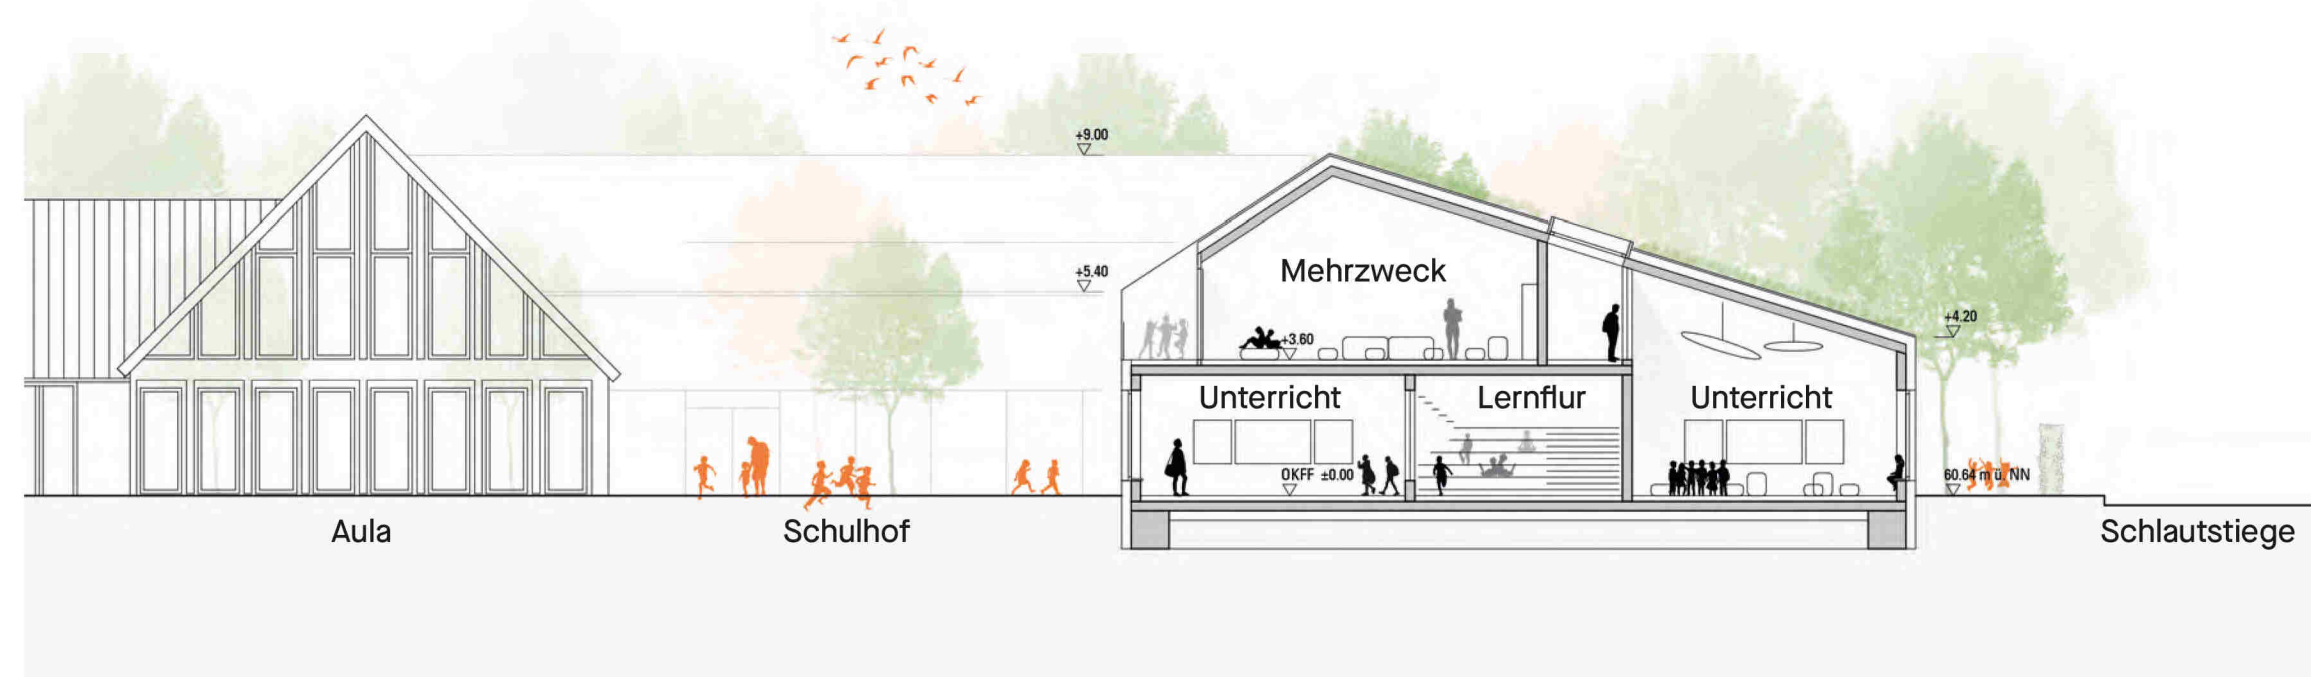 +9.00
+5.40
Mehrzweck
+4.20
+3.60
Unterricht
Lernflur
Unterricht
OKFF ±0.00
60.64 m ü. NN
Aula
Schulhof
Schlautstiege